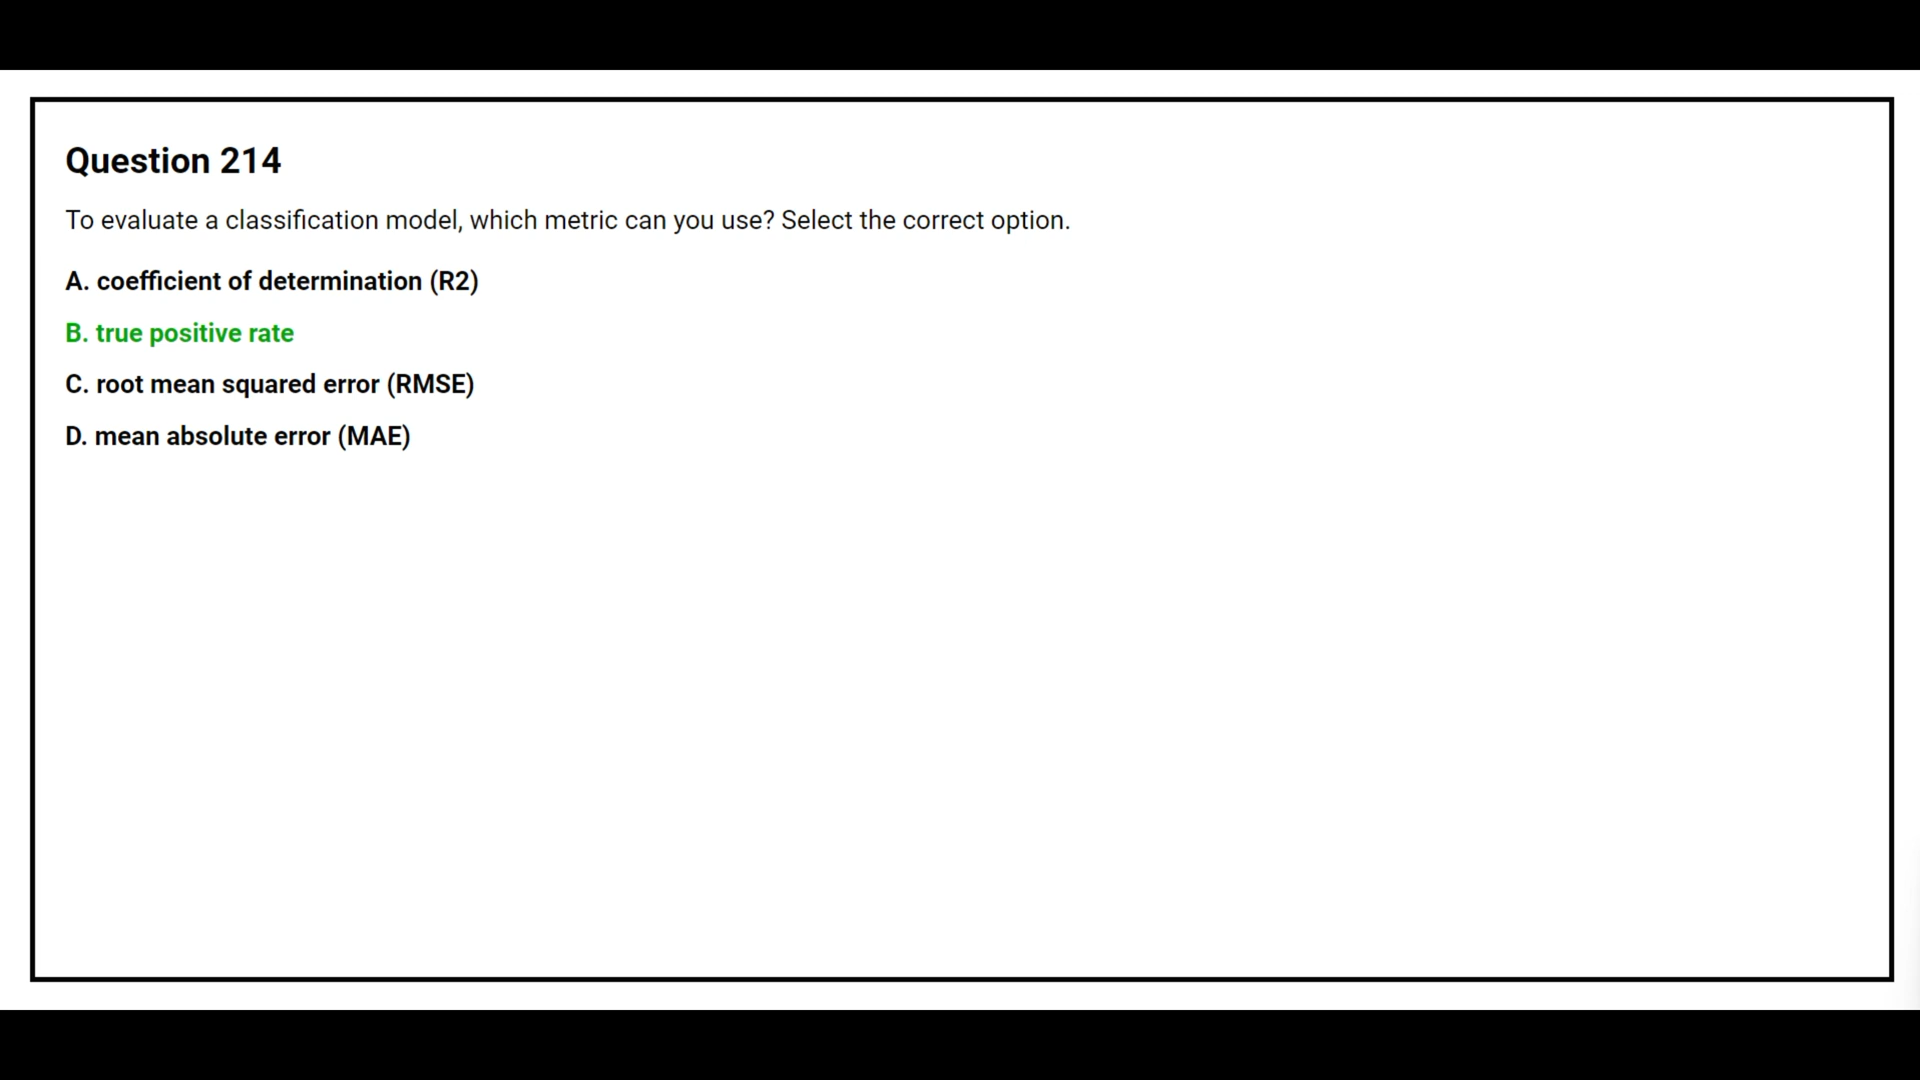 Question 214
To evaluate a classification model, which metric can you use? Select the correct option.
A. coefficient of determination (R2)
B. true positive rate
C. root mean squared error (RMSE)
D. mean absolute error (MAE)